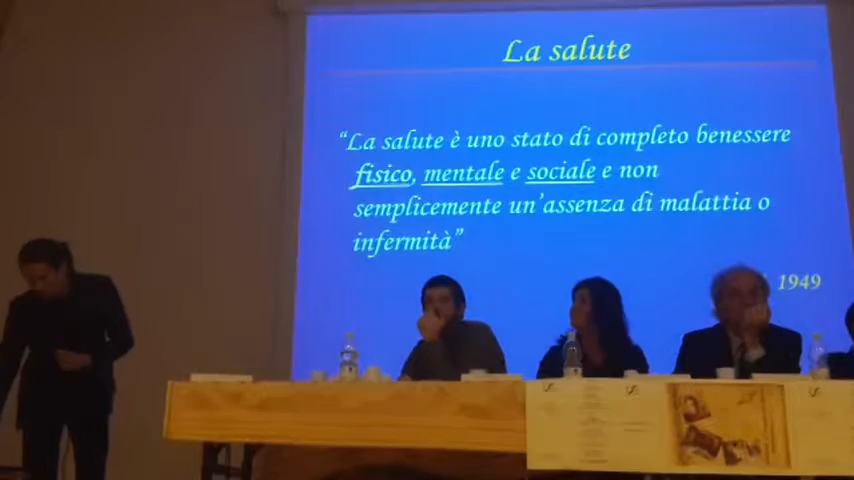 La salute
“La salute è uno stato di completo benessere
fisico, mentale e sociale e non
semplicemente un’assenza di malattia o
infermità”
1949